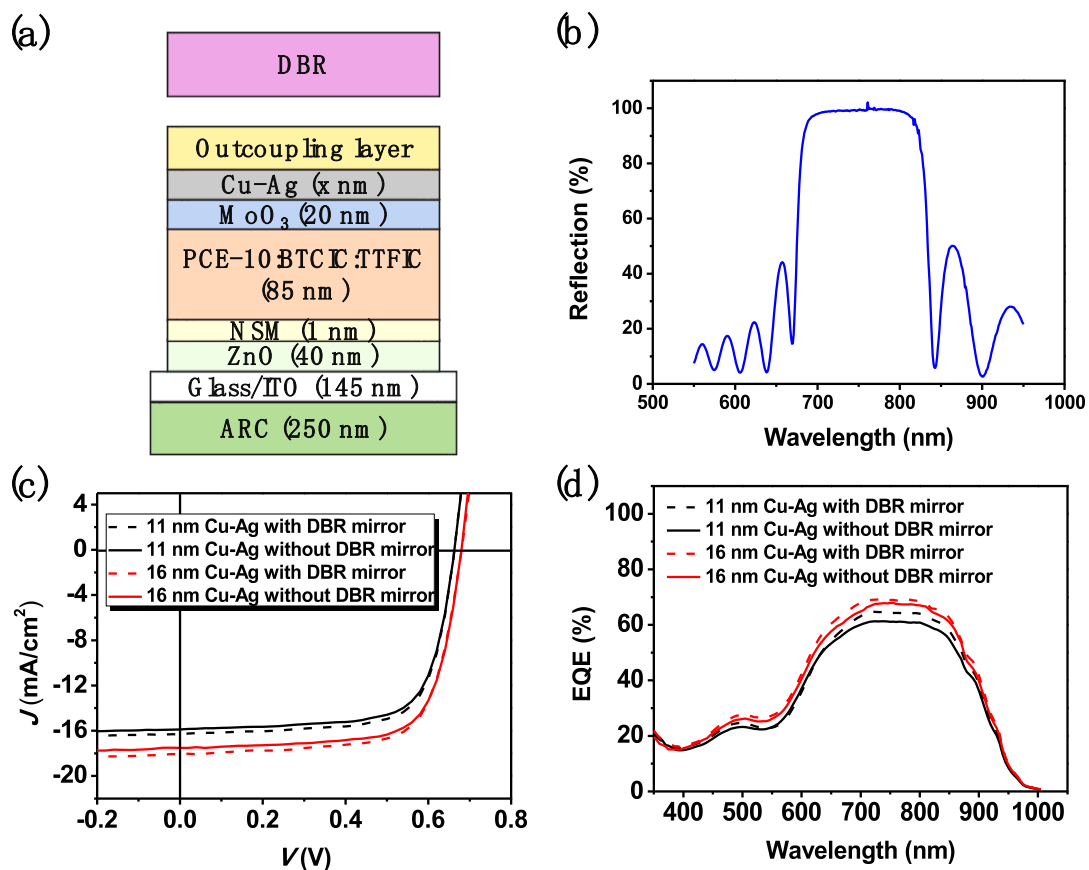 (a)
DBR
Outcoupling layer
Cu-Ag (x nm)
MoO₃ (20 nm)
PCE-10:BTCIC:TTFIC
(85 nm)
NSM (1 nm)
ZnO (40 nm)
Glass/ITO (145 nm)
ARC (250 nm)
(b)
100
80
60
40
20
0
500 600 700 800 900 1000
Reflection (%)
Wavelength (nm)
(c)
4
0
-4
-8
-12
-16
-20
-0.2 0.0 0.2 0.4 0.6 0.8
J (mA/cm²)
V (V)
11 nm Cu-Ag with DBR mirror
11 nm Cu-Ag without DBR mirror
16 nm Cu-Ag with DBR mirror
16 nm Cu-Ag without DBR mirror
(d)
100
80
60
40
20
0
400 500 600 700 800 900 1000
EQE (%)
Wavelength (nm)
11 nm Cu-Ag with DBR mirror
11 nm Cu-Ag without DBR mirror
16 nm Cu-Ag with DBR mirror
16 nm Cu-Ag without DBR mirror